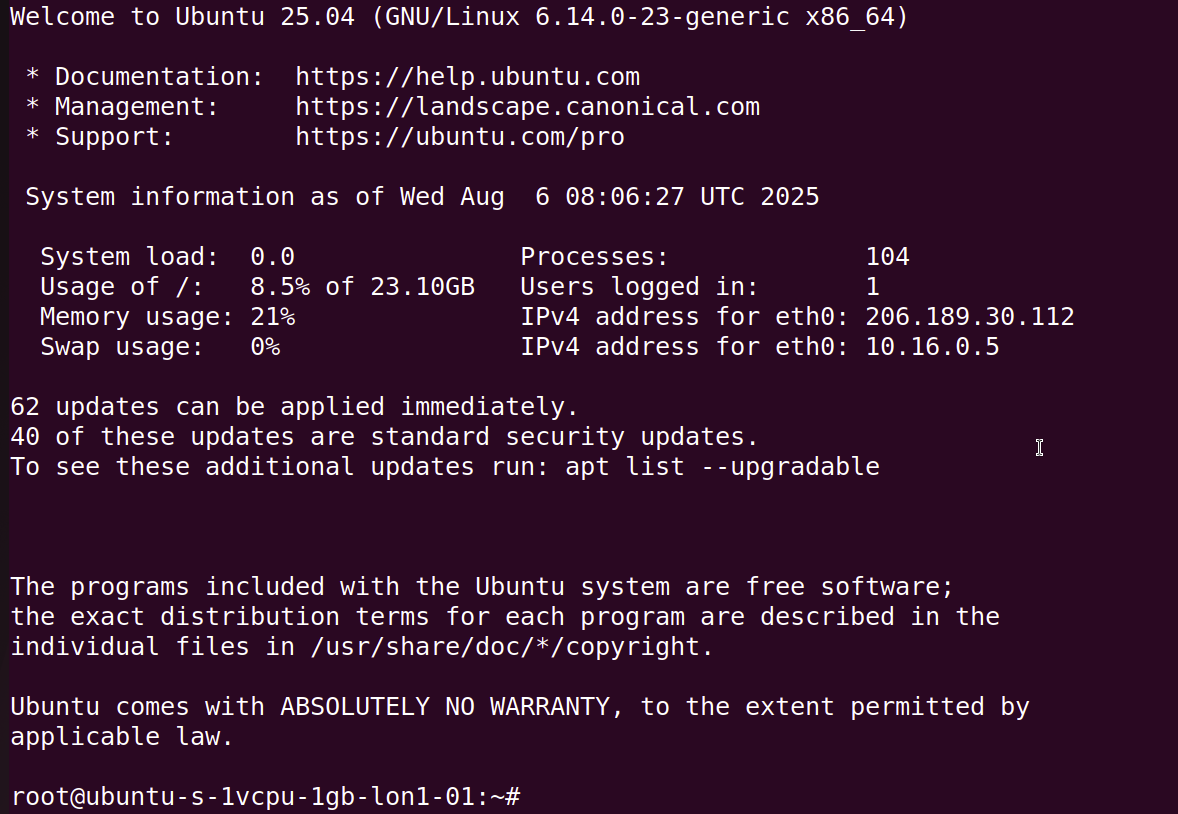 Welcome to Ubuntu 25.04 (GNU/Linux 6.14.0-23-generic x86_64)
 * Documentation:  https://help.ubuntu.com
 * Management:     https://landscape.canonical.com
 * Support:        https://ubuntu.com/pro
 System information as of Wed Aug  6 08:06:27 UTC 2025
  System load:  0.0               Processes:             104
  Usage of /:   8.5% of 23.10GB   Users logged in:       1
  Memory usage: 21%               IPv4 address for eth0: 206.189.30.112
  Swap usage:   0%                IPv4 address for eth0: 10.16.0.5
62 updates can be applied immediately.
40 of these updates are standard security updates.
To see these additional updates run: apt list --upgradable
The programs included with the Ubuntu system are free software;
the exact distribution terms for each program are described in the
individual files in /usr/share/doc/*/copyright.
Ubuntu comes with ABSOLUTELY NO WARRANTY, to the extent permitted by
applicable law.
root@ubuntu-s-1vcpu-1gb-lon1-01:~#